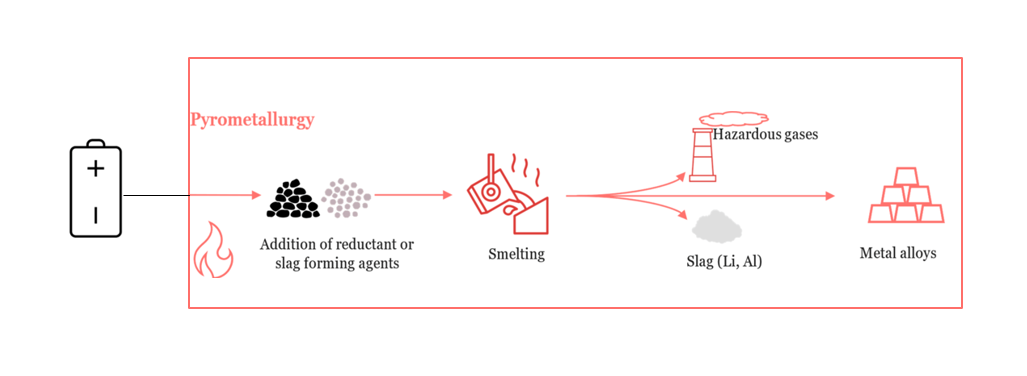 Pyrometallurgy
Hazardous gases
Addition of reductant or
slag forming agents
Smelting
Slag (Li, Al)
Metal alloys